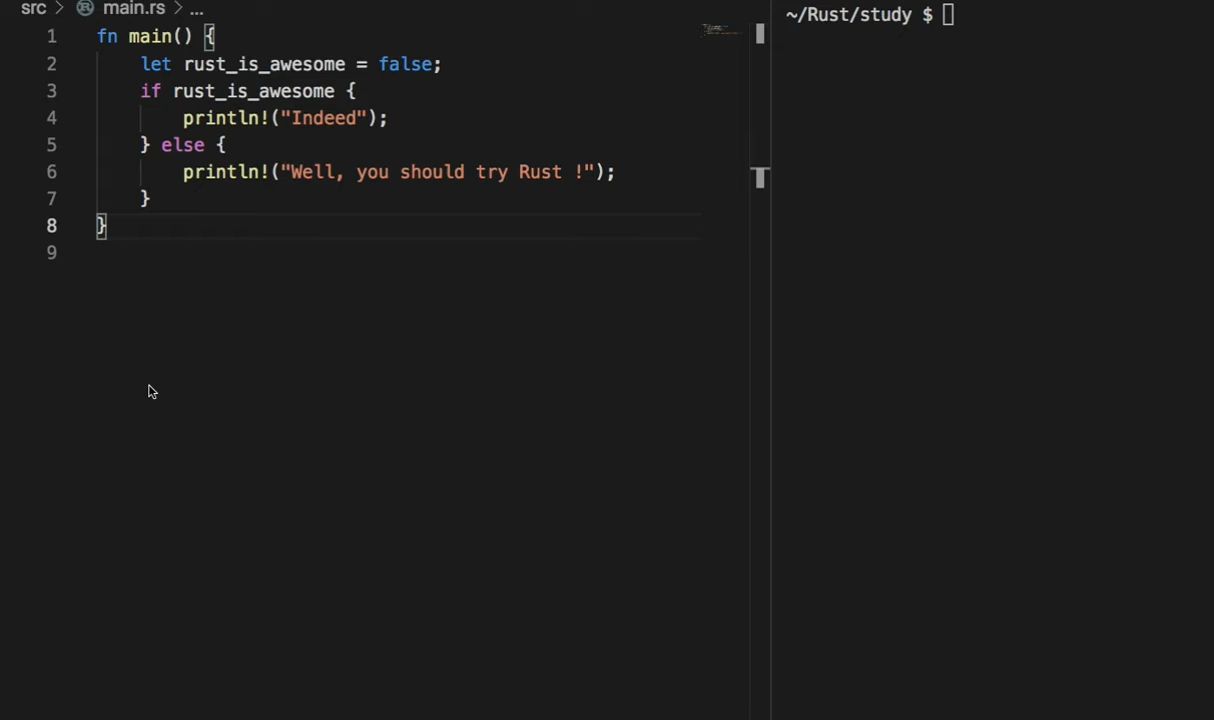 src > main.rs > ...
1 fn main() {
2     let rust_is_awesome = false;
3     if rust_is_awesome {
4         println!("Indeed");
5     } else {
6         println!("Well, you should try Rust !");
7     }
8 }
9
~/Rust/study $